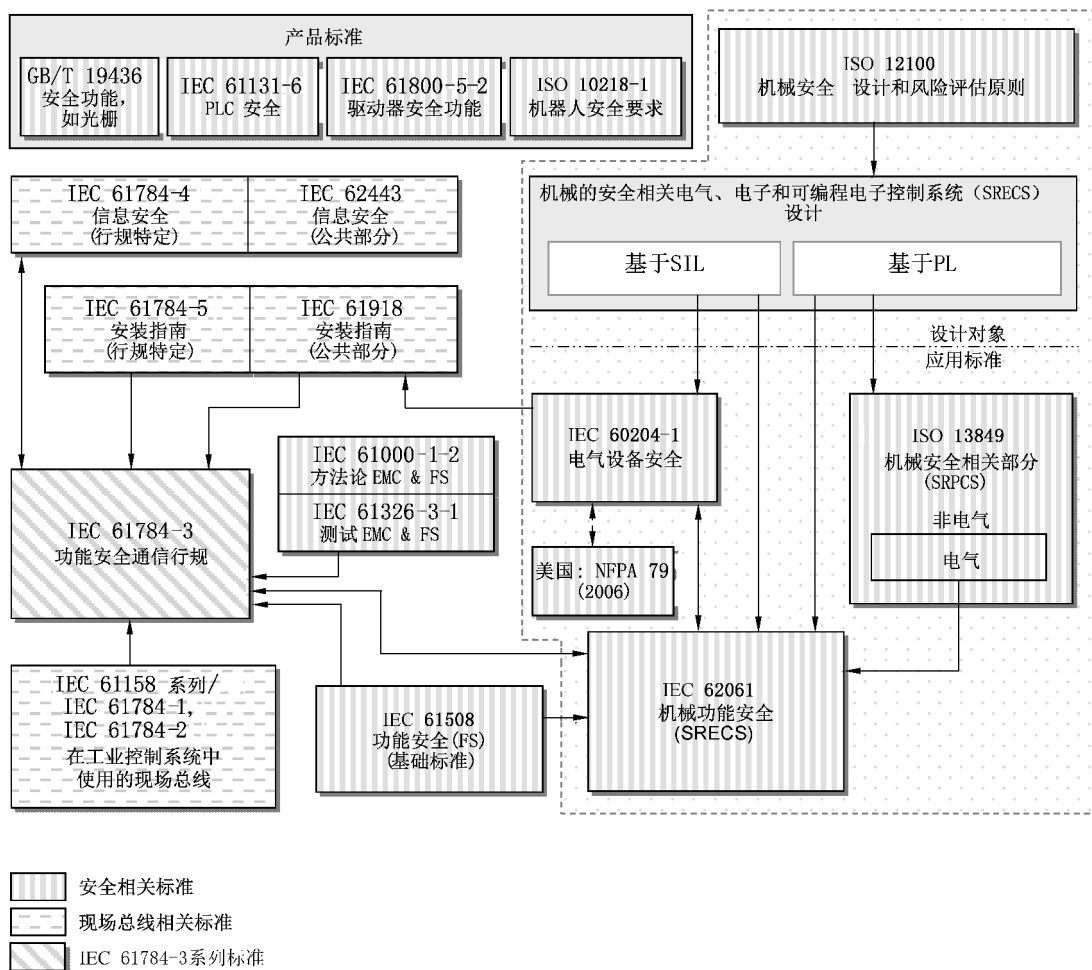 产品标准
GB/T 19436
安全功能，
如光栅
IEC 61131-6
PLC 安全
IEC 61800-5-2
驱动器安全功能
ISO 10218-1
机器人安全要求
ISO 12100
机械安全 设计和风险评估原则
IEC 61784-4
信息安全
(行规特定)
IEC 62443
信息安全
(公共部分)
机械的安全相关电气、电子和可编程电子控制系统（SRECS）
设计
基于SIL
基于PL
IEC 61784-5
安装指南
(行规特定)
IEC 61918
安装指南
(公共部分)
设计对象
应用标准
IEC 60204-1
电气设备安全
ISO 13849
机械安全相关部分
(SRPCS)
非电气
电气
IEC 61000-1-2
方法论 EMC & FS
IEC 61326-3-1
测试 EMC & FS
IEC 61784-3
功能安全通信行规
美国：NFPA 79
(2006)
IEC 61158 系列/
IEC 61784-1，
IEC 61784-2
在工业控制系统中
使用的现场总线
IEC 61508
功能安全(FS)
(基础标准)
IEC 62061
机械功能安全
(SRECS)
安全相关标准
现场总线相关标准
IEC 61784-3系列标准